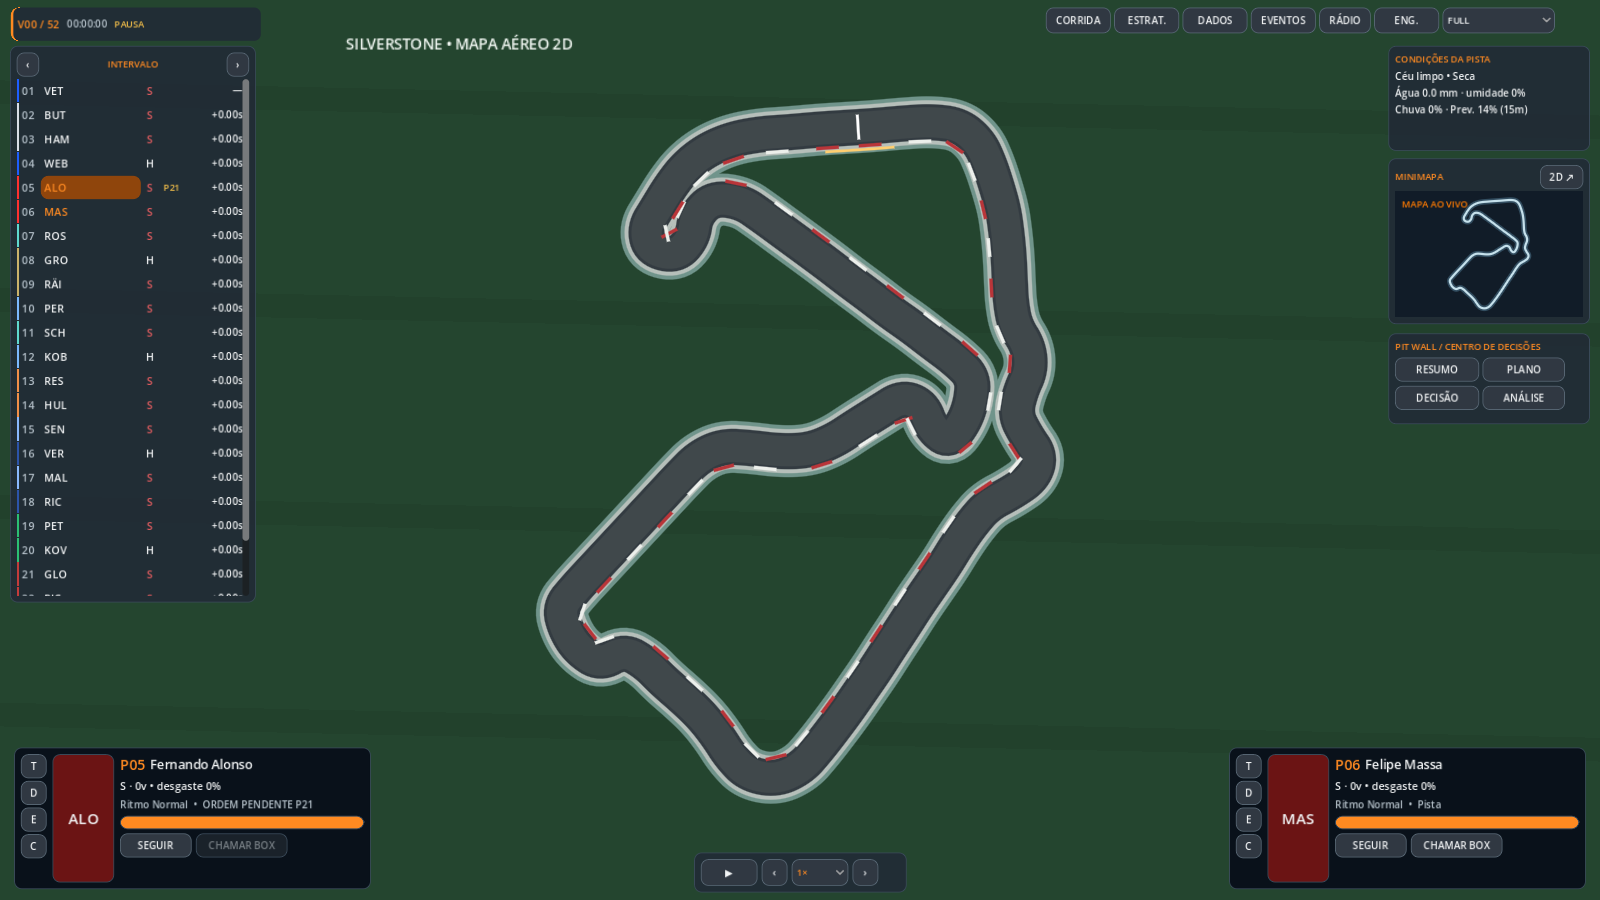 V00 / 52 00:00:00 PAUSA
CORRIDA ESTRAT. DADOS EVENTOS RÁDIO ENG. FULL
SILVERSTONE • MAPA AÉREO 2D
‹ INTERVALO ›
01 VET S —
02 BUT S +0.00s
03 HAM S +0.00s
04 WEB H +0.00s
05 ALO S P21 +0.00s
06 MAS S +0.00s
07 ROS S +0.00s
08 GRO H +0.00s
09 RÄI S +0.00s
10 PER S +0.00s
11 SCH S +0.00s
12 KOB H +0.00s
13 RES S +0.00s
14 HUL S +0.00s
15 SEN S +0.00s
16 VER H +0.00s
17 MAL S +0.00s
18 RIC S +0.00s
19 PET S +0.00s
20 KOV H +0.00s
21 GLO S +0.00s
CONDIÇÕES DA PISTA
Céu limpo • Seca
Água 0.0 mm · umidade 0%
Chuva 0% · Prev. 14% (15m)
MINIMAPA 2D ↗
MAPA AO VIVO
PIT WALL / CENTRO DE DECISÕES
RESUMO PLANO
DECISÃO ANÁLISE
T D E C
ALO
P05 Fernando Alonso
S · 0v • desgaste 0%
Ritmo Normal • ORDEM PENDENTE P21
SEGUIR CHAMAR BOX
▶ ‹ 1× ›
T D E C
MAS
P06 Felipe Massa
S · 0v • desgaste 0%
Ritmo Normal • Pista
SEGUIR CHAMAR BOX